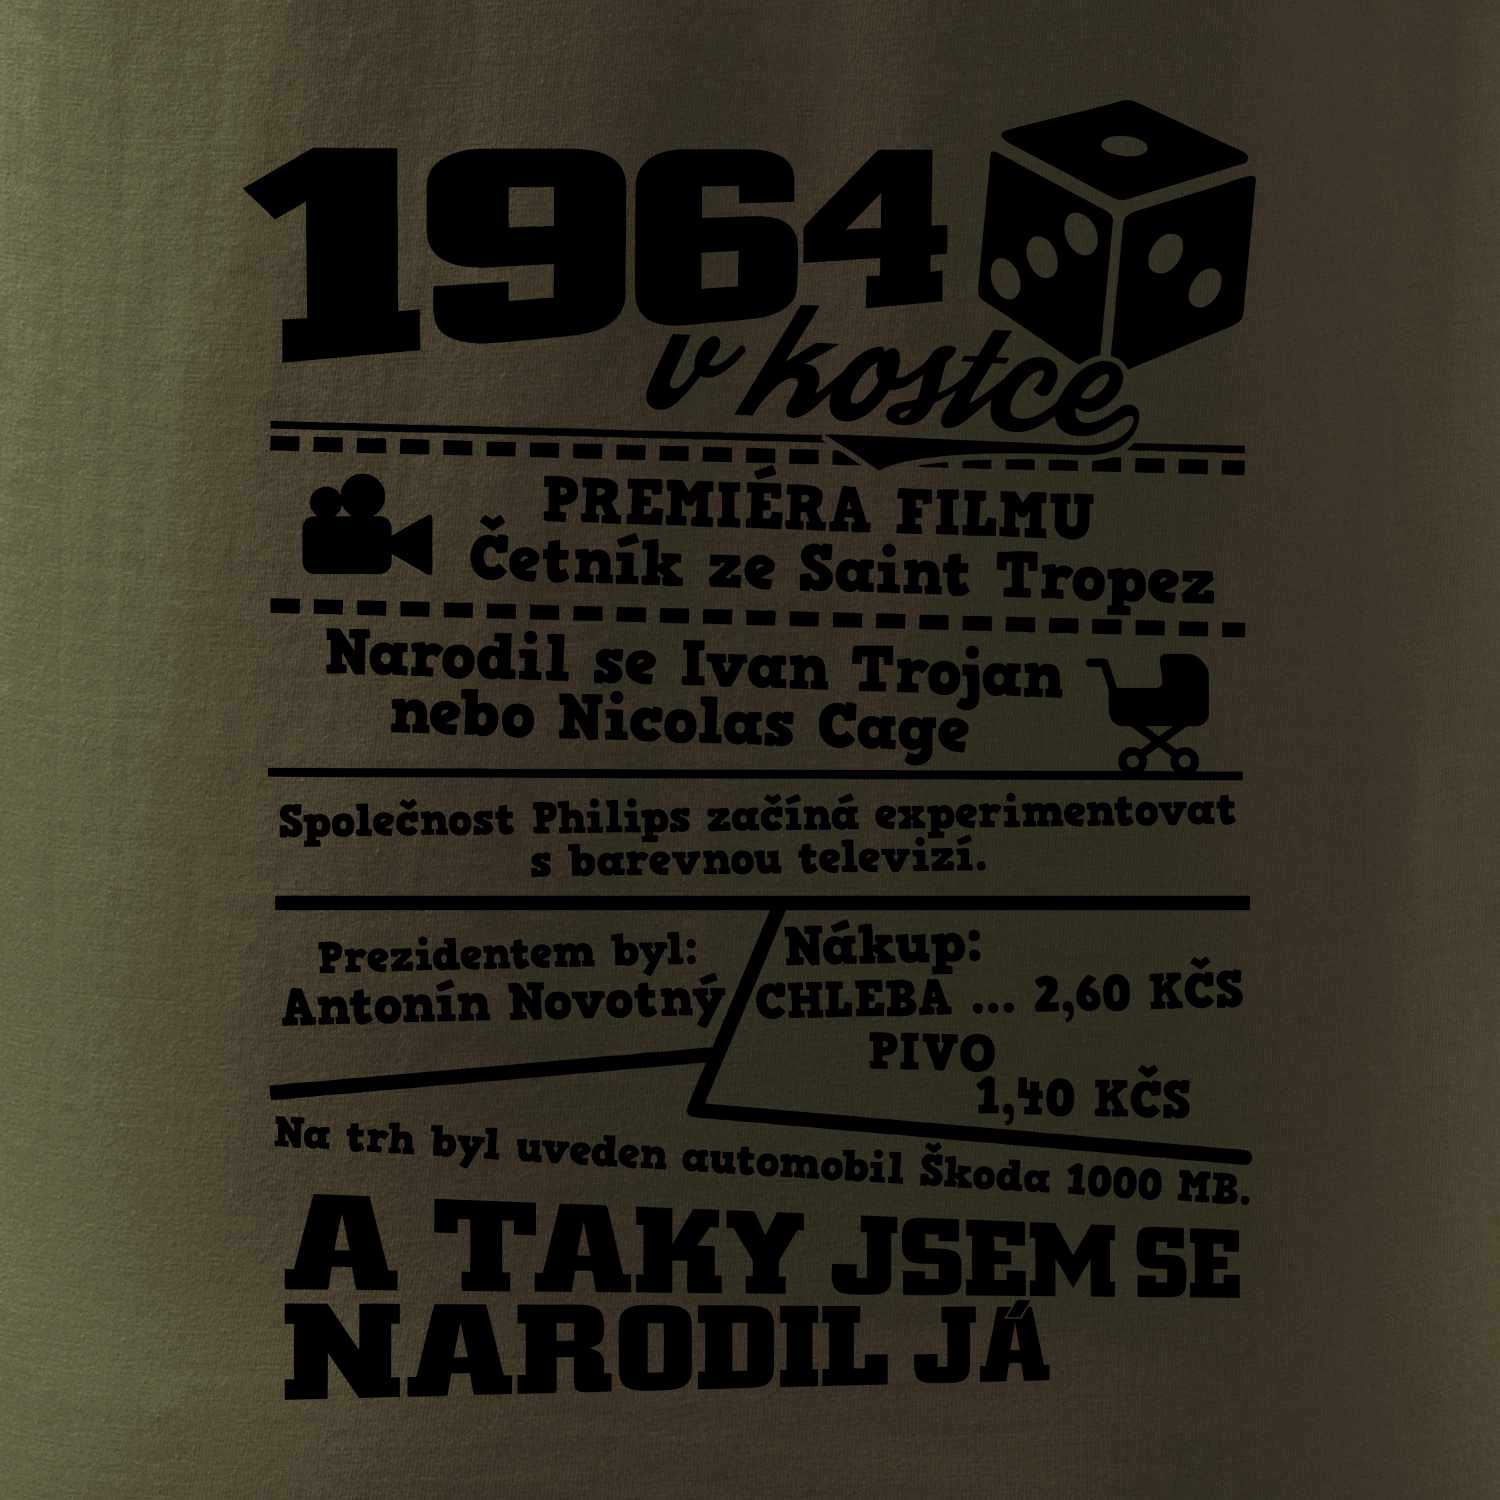 1964
v kostce
PREMIÉRA FILMU
Četník ze Saint Tropez
Narodil se Ivan Trojan
nebo Nicolas Cage
Společnost Philips začíná experimentovat
s barevnou televizí.
Prezidentem byl:
Antonín Novotný
Nákup:
CHLEBA ... 2,60 KČS
PIVO
1,40 KČS
Na trh byl uveden automobil Škoda 1000 MB.
A TAKY JSEM SE
NARODIL JÁ